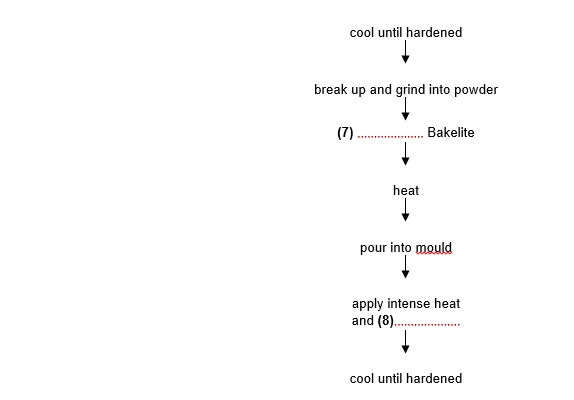 cool until hardened
break up and grind into powder
(7) .................... Bakelite
heat
pour into mould
apply intense heat
and (8)....................
cool until hardened